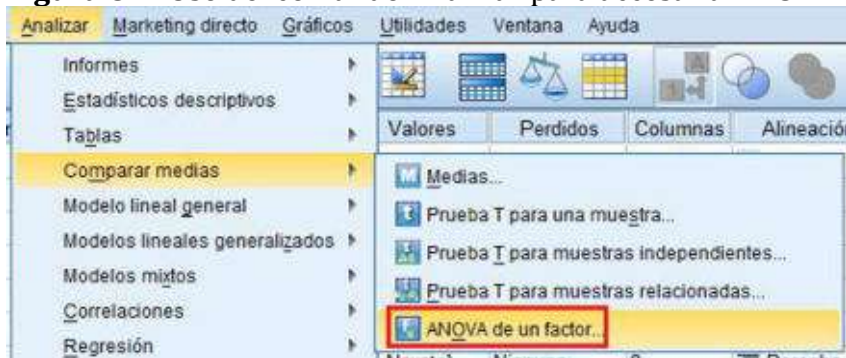 Analizar Marketing directo Gráficos Utilidades Ventana Ayuda
Informes
Estadísticos descriptivos
Tablas
Comparar medias
Modelo lineal general
Modelos lineales generalizados
Modelos mixtos
Correlaciones
Regresión
Valores Perdidos Columnas Alineació
Medias...
Prueba T para una muestra...
Prueba T para muestras independientes...
Prueba T para muestras relacionadas...
ANOVA de un factor...